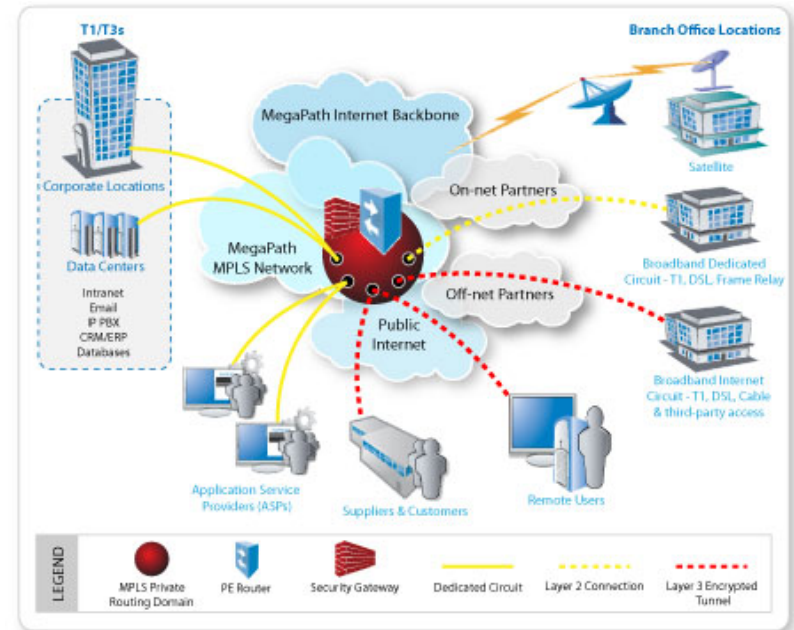 T1/T3s
Branch Office Locations
MegaPath Internet Backbone
Satellite
Corporate Locations
On-net Partners
MegaPath
MPLS Network
Data Centers
Broadband Dedicated
Circuit - T1, DSL, Frame Relay
Intranet
Email
IP PBX
CRM/ERP
Databases
Off-net Partners
Public
Internet
Broadband Internet
Circuit - T1, DSL, Cable
& third-party access
Application Service
Providers (ASPs)
Suppliers & Customers
Remote Users
LEGEND
MPLS Private
Routing Domain
PE Router
Security Gateway
Dedicated Circuit
Layer 2 Connection
Layer 3 Encrypted
Tunnel